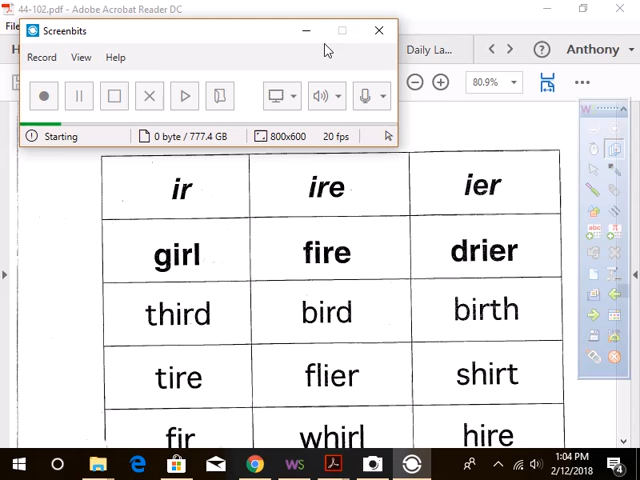 44-102.pdf - Adobe Acrobat Reader DC
Screenbits
Record View Help
Starting 0 byte / 777.4 GB 800x600 20 fps
Daily La...
Anthony
80.9%
abc
ir ire ier
girl fire drier
third bird birth
tire flier shirt
fir whirl hire
1:04 PM
2/12/2018
4